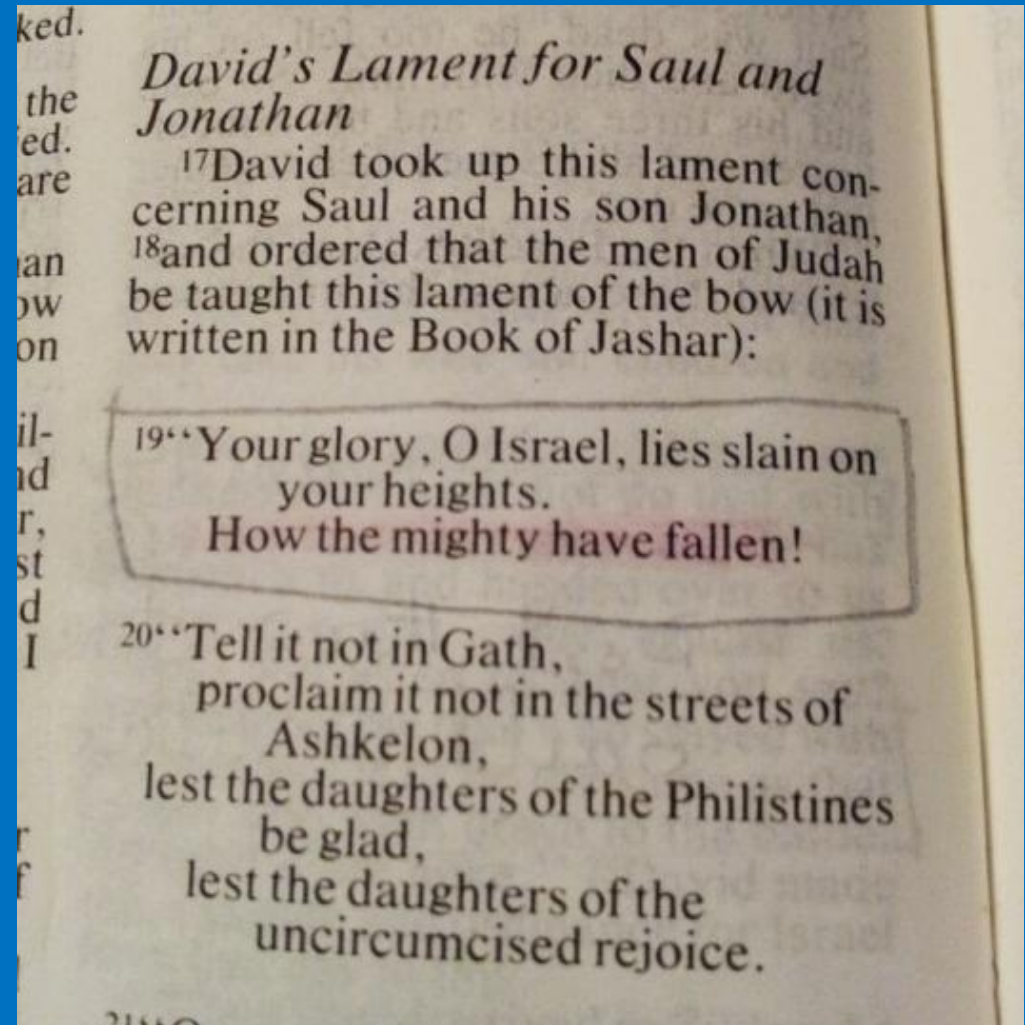 ked.
the
ed.
are
an
ow
on
il-
nd
r,
st
d
I
r
f
David's Lament for Saul and
Jonathan
17David took up this lament con-
cerning Saul and his son Jonathan,
18and ordered that the men of Judah
be taught this lament of the bow (it is
written in the Book of Jashar):
19“Your glory, O Israel, lies slain on
your heights.
How the mighty have fallen!
20“Tell it not in Gath,
proclaim it not in the streets of
Ashkelon,
lest the daughters of the Philistines
be glad,
lest the daughters of the
uncircumcised rejoice.